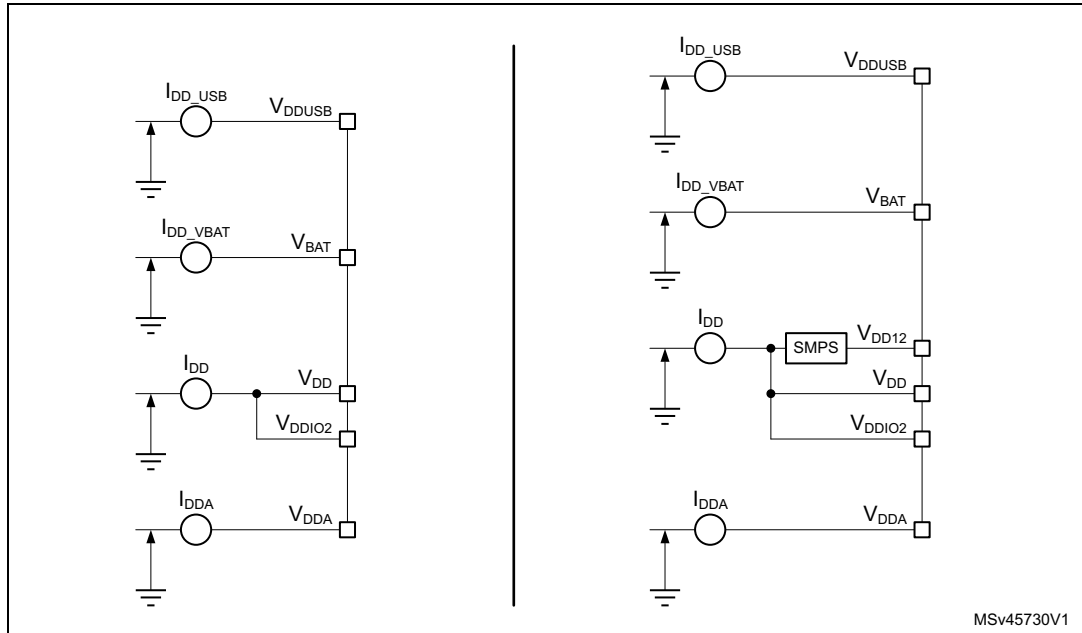 I_DD_USB
V_DDUSB
I_DD_VBAT
V_BAT
I_DD
V_DD
V_DDIO2
I_DDA
V_DDA
I_DD_USB
V_DDUSB
I_DD_VBAT
V_BAT
I_DD
SMPS
V_DD12
V_DD
V_DDIO2
I_DDA
V_DDA
MSv45730V1